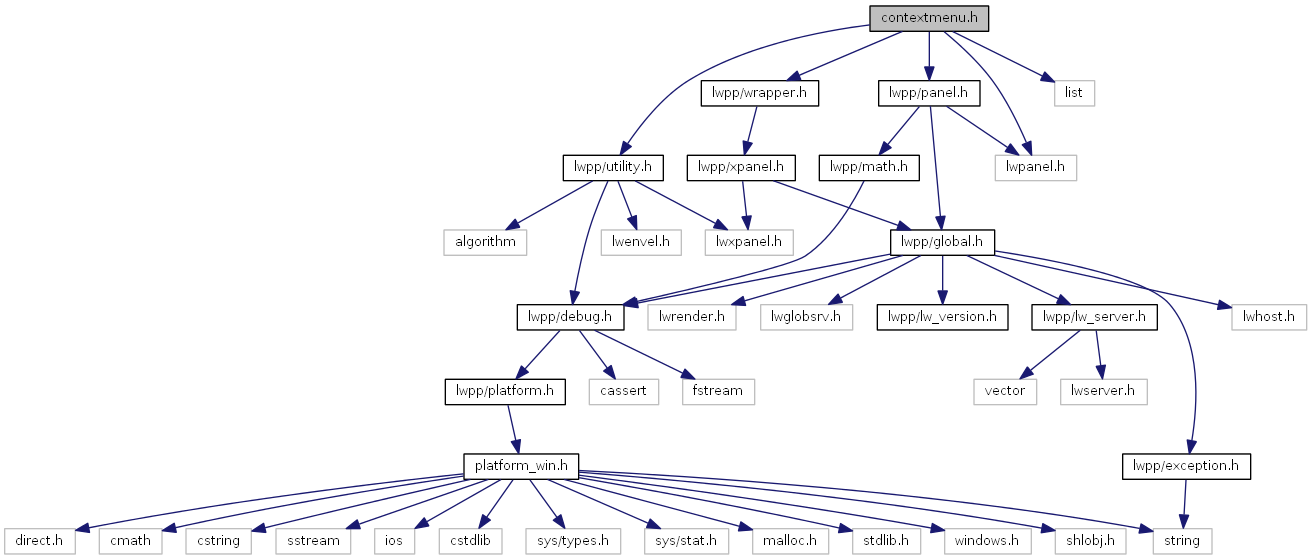 contextmenu.h
lwpp/wrapper.h
lwpp/panel.h
list
lwpp/utility.h
lwpp/xpanel.h
lwpp/math.h
lwpanel.h
algorithm
lwenvel.h
lwxpanel.h
lwpp/global.h
lwpp/debug.h
lwrender.h
lwglobsrv.h
lwpp/lw_version.h
lwpp/lw_server.h
lwhost.h
lwpp/platform.h
cassert
fstream
vector
lwserver.h
platform_win.h
lwpp/exception.h
direct.h
cmath
cstring
sstream
ios
cstdlib
sys/types.h
sys/stat.h
malloc.h
stdlib.h
windows.h
shlobj.h
string